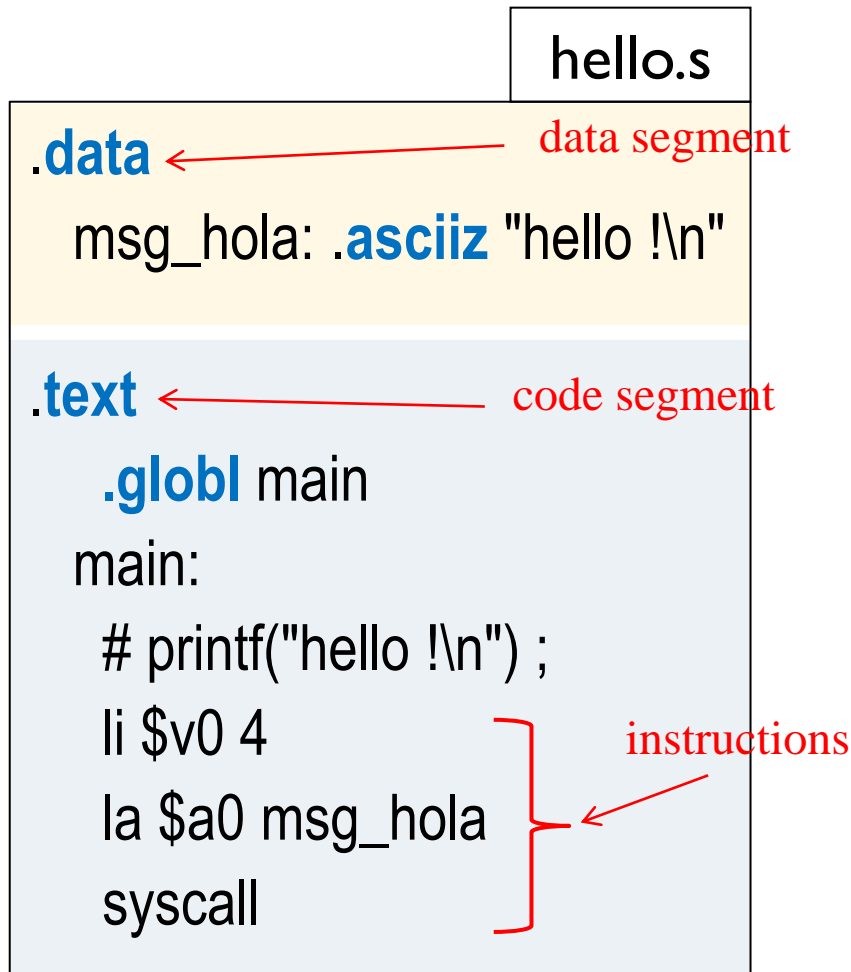 hello.s
.data
data segment
msg_hola: .asciiz "hello !\n"
.text
code segment
.globl main
main:
# printf("hello !\n") ;
li $v0 4
instructions
la $a0 msg_hola
syscall